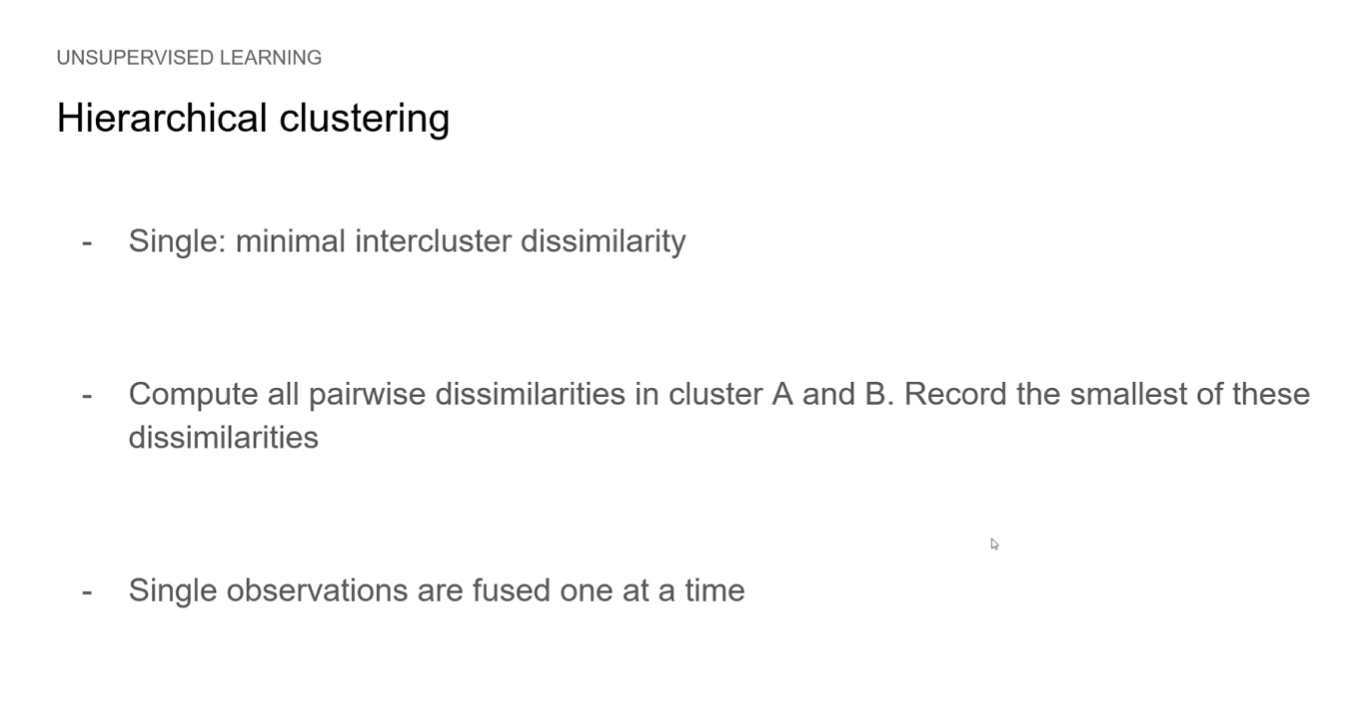 UNSUPERVISED LEARNING
Hierarchical clustering
- Single: minimal intercluster dissimilarity
- Compute all pairwise dissimilarities in cluster A and B. Record the smallest of these
dissimilarities
- Single observations are fused one at a time